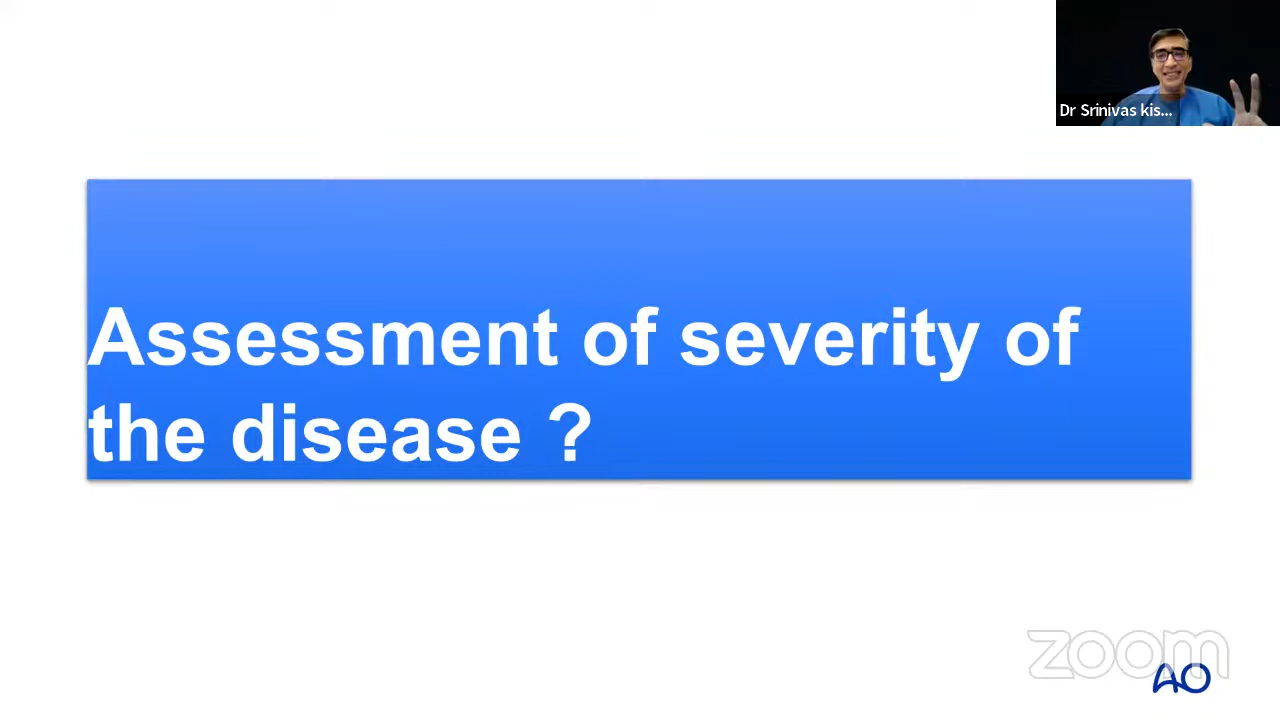 Dr Srinivas kis...
Assessment of severity of
the disease ?
zoom
AO